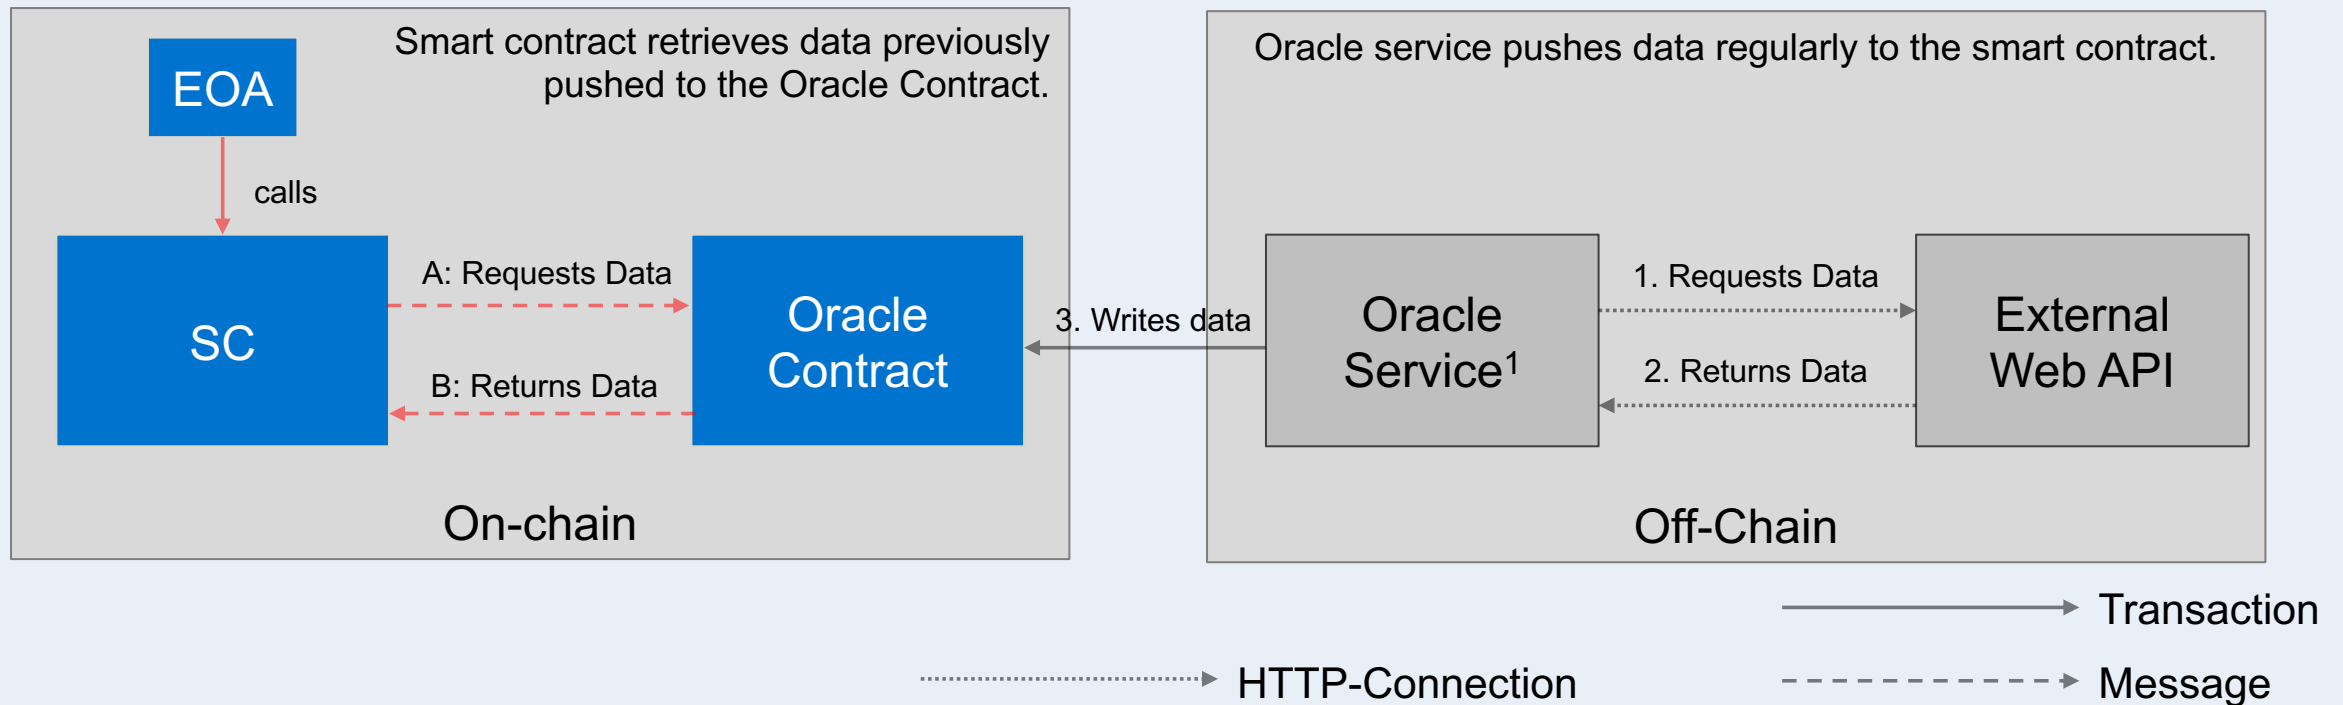 Smart contract retrieves data previously
pushed to the Oracle Contract.
EOA
calls
SC
A: Requests Data
B: Returns Data
Oracle
Contract
On-chain
3. Writes data
Oracle service pushes data regularly to the smart contract.
Oracle
Service¹
1. Requests Data
2. Returns Data
External
Web API
Off-Chain
Transaction
HTTP-Connection
Message